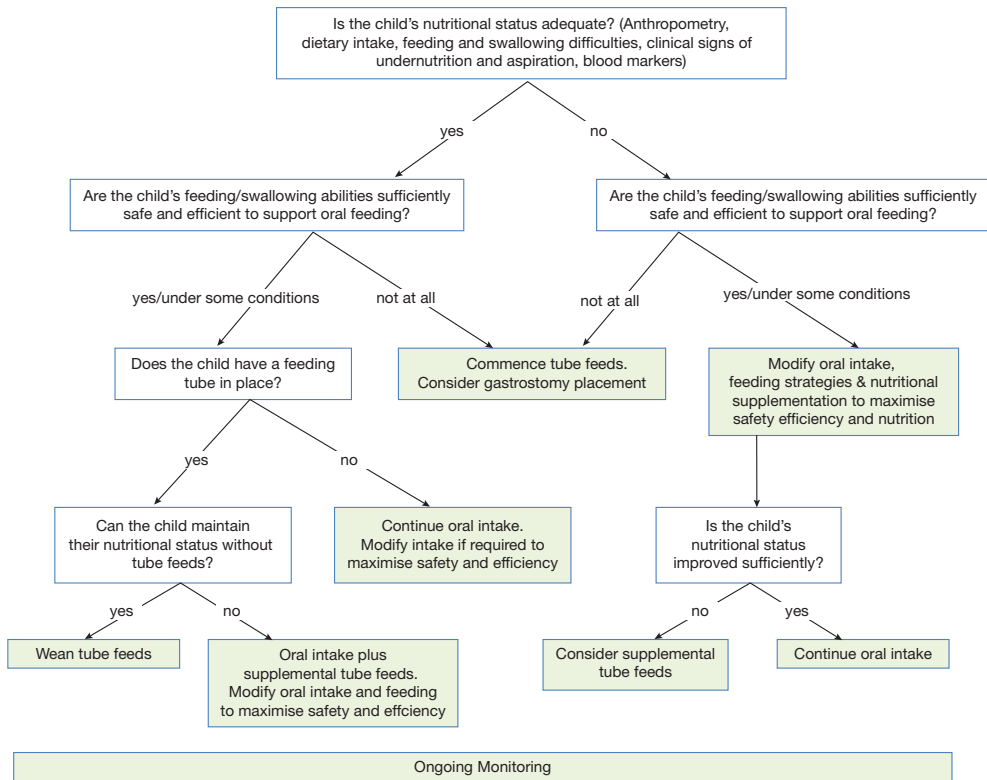 Is the child’s nutritional status adequate? (Anthropometry,
dietary intake, feeding and swallowing difficulties, clinical signs of
undernutrition and aspiration, blood markers)
yes
no
Are the child’s feeding/swallowing abilities sufficiently
safe and efficient to support oral feeding?
Are the child’s feeding/swallowing abilities sufficiently
safe and efficient to support oral feeding?
yes/under some conditions
not at all
not at all
yes/under some conditions
Does the child have a feeding
tube in place?
Commence tube feeds.
Consider gastrostomy placement
Modify oral intake,
feeding strategies & nutritional
supplementation to maximise
safety efficiency and nutrition
yes
no
Can the child maintain
their nutritional status without
tube feeds?
Continue oral intake.
Modify intake if required to
maximise safety and efficiency
Is the child’s
nutritional status
improved sufficiently?
yes
no
no
yes
Wean tube feeds
Oral intake plus
supplemental tube feeds.
Modify oral intake and feeding
to maximise safety and effciency
Consider supplemental
tube feeds
Continue oral intake
Ongoing Monitoring